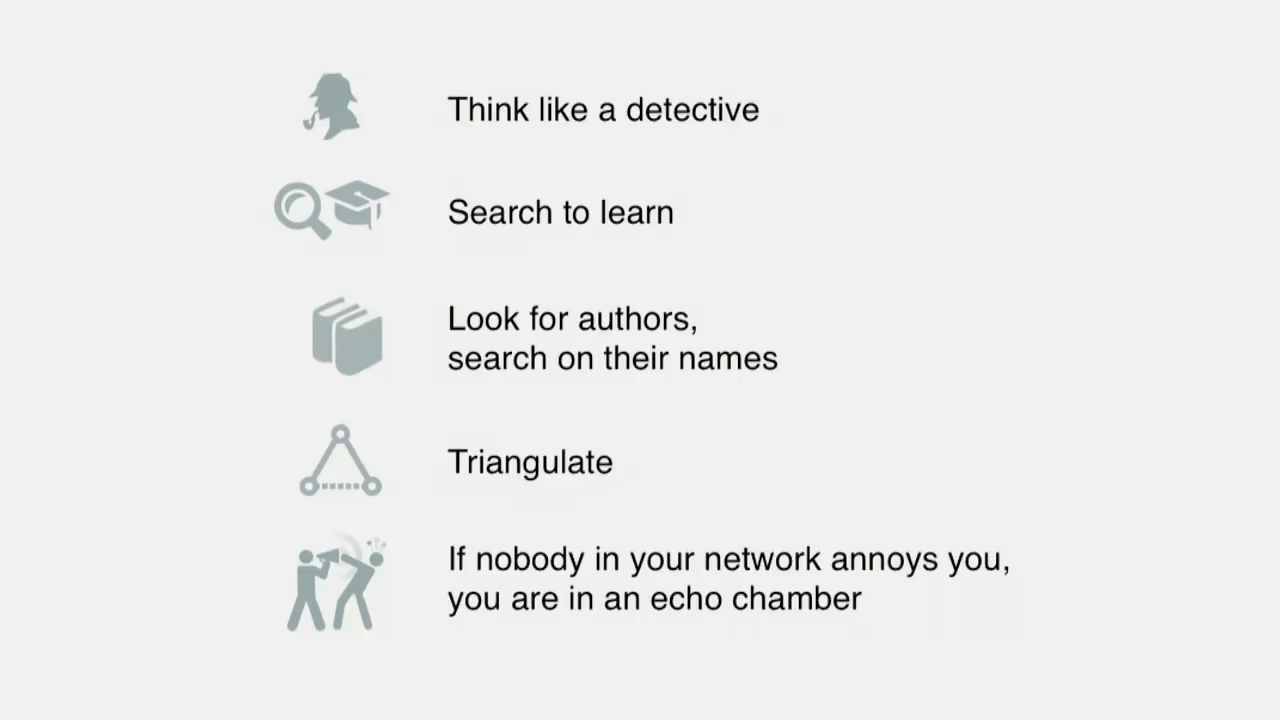 Think like a detective
Search to learn
Look for authors,
search on their names
Triangulate
If nobody in your network annoys you,
you are in an echo chamber